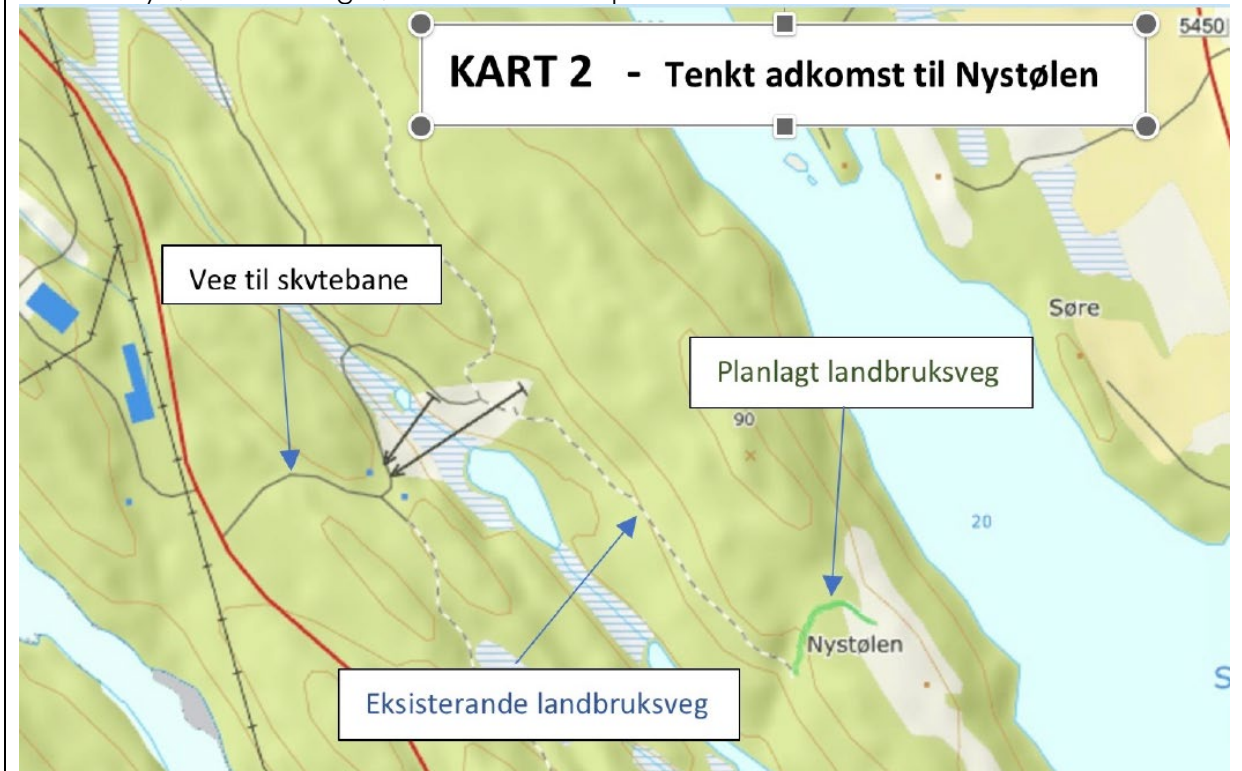 KART 2 - Tenkt adkomst til Nystølen
5450
Veg til skytebane
Søre
Planlagt landbruksveg
90
20
Nystølen
S
Eksisterande landbruksveg